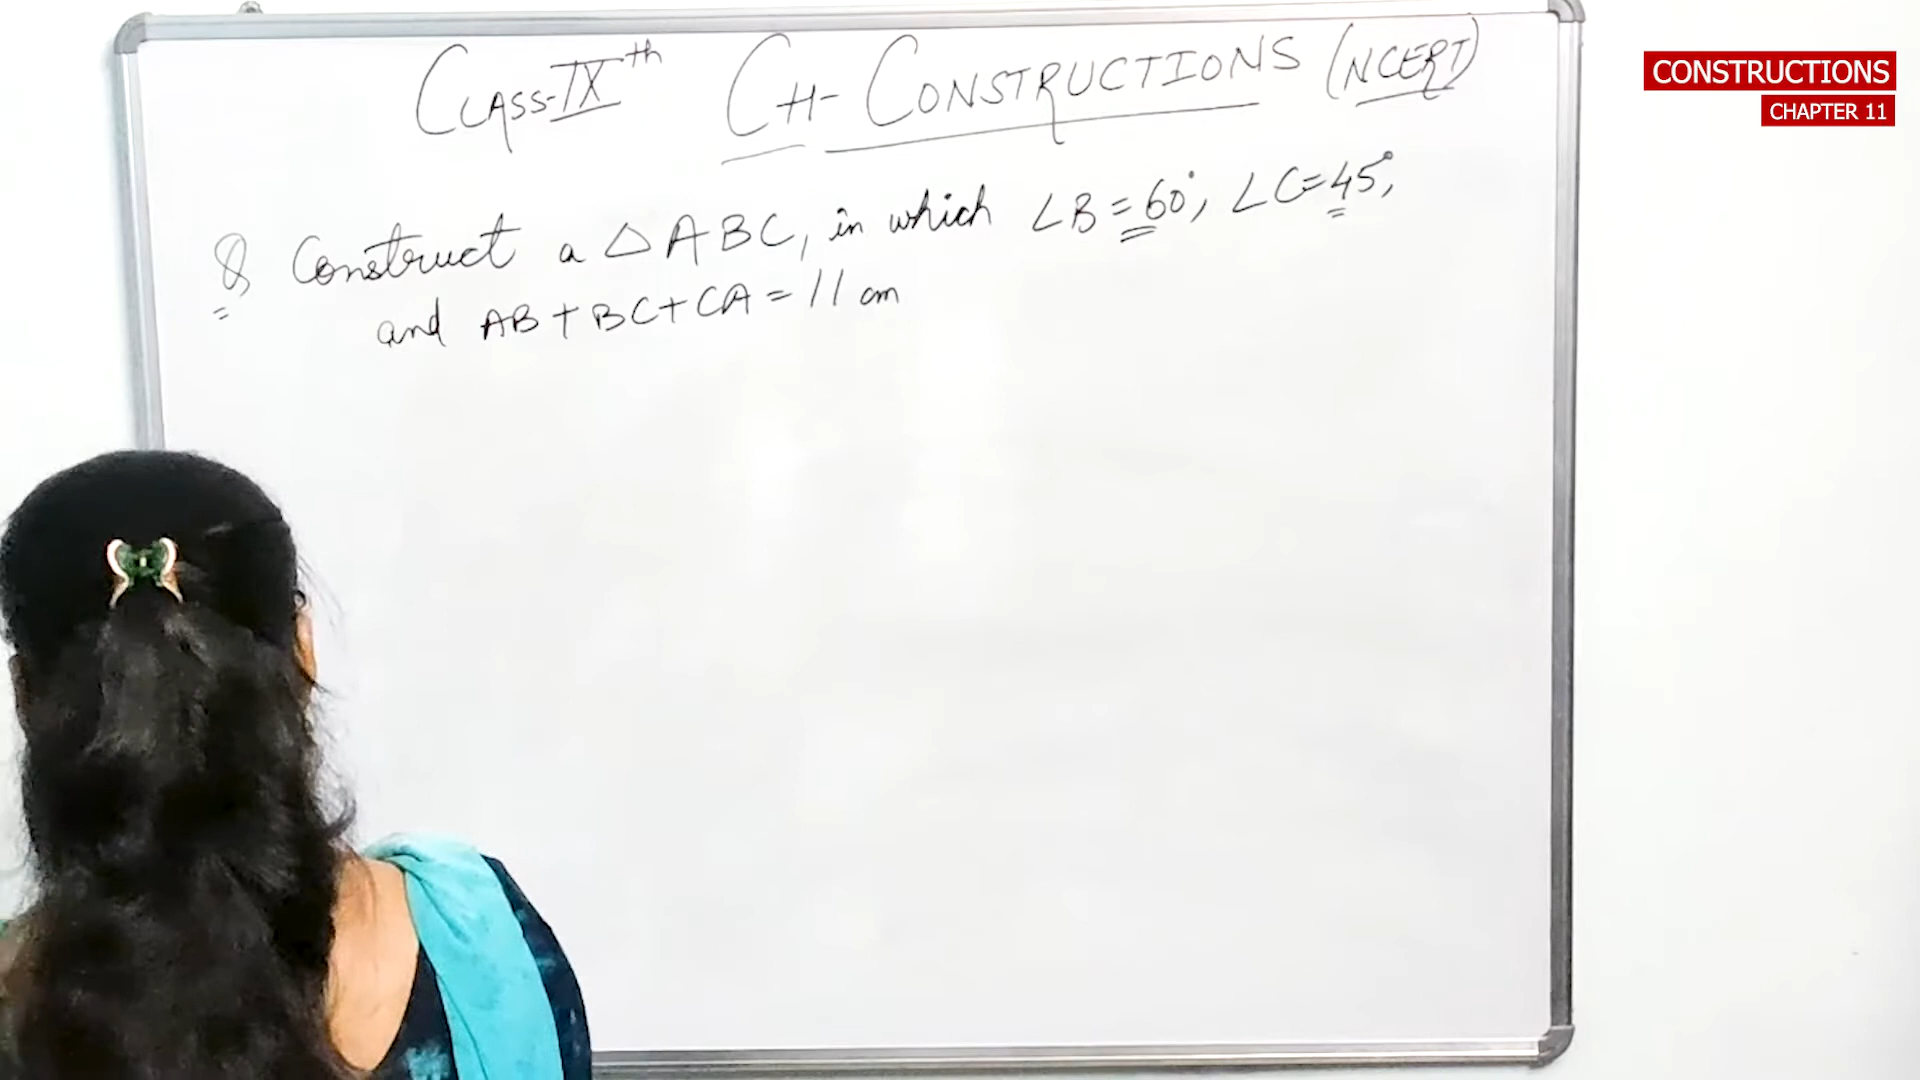 CLASS-IXth CH- CONSTRUCTIONS (NCERT)
CONSTRUCTIONS
CHAPTER 11
Q Construct a △ABC, in which ∠B=60°, ∠C=45°,
and AB+BC+CA=11 cm